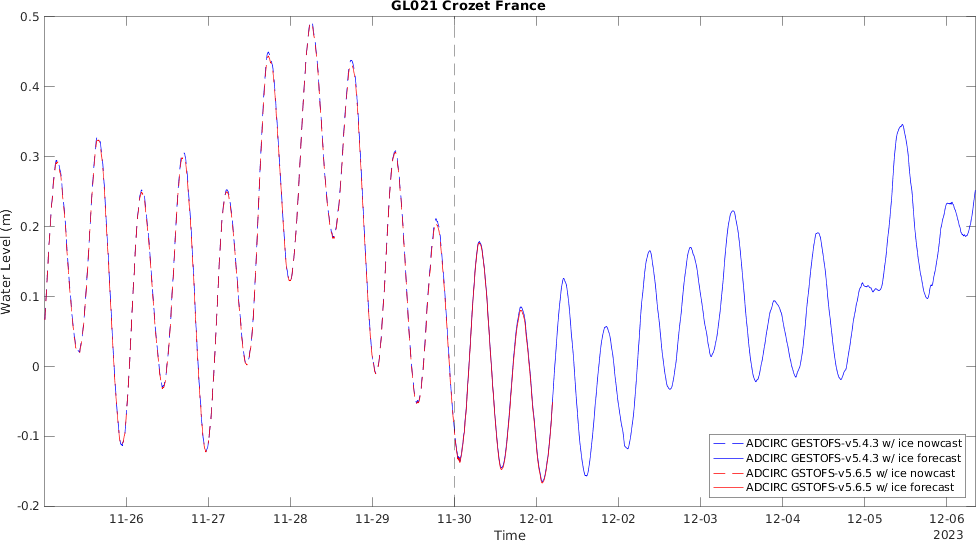 GL021 Crozet France
0.5
0.4
0.3
0.2
0.1
0
-0.1
-0.2
Water Level (m)
11-26 11-27 11-28 11-29 11-30 12-01 12-02 12-03 12-04 12-05 12-06
2023
Time
ADCIRC GESTOFS-v5.4.3 w/ ice nowcast
ADCIRC GESTOFS-v5.4.3 w/ ice forecast
ADCIRC GSTOFS-v5.6.5 w/ ice nowcast
ADCIRC GSTOFS-v5.6.5 w/ ice forecast